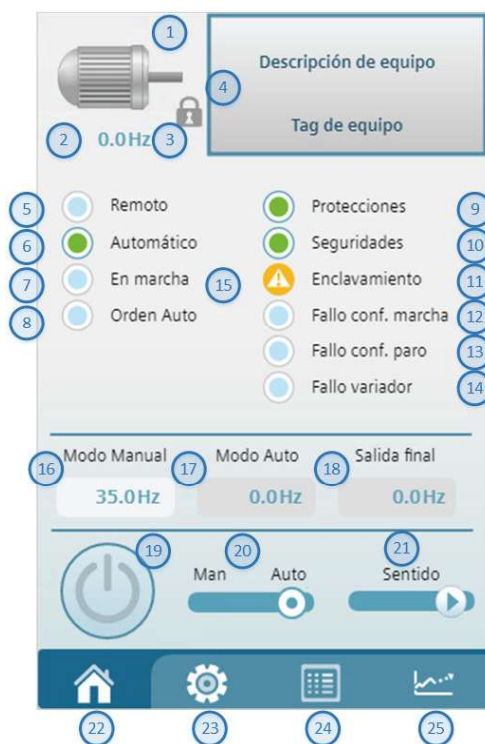 1
Descripción de equipo
4
Tag de equipo
2 0.0Hz 3
5 Remoto Protecciones 9
6 Automático Seguridades 10
7 En marcha 15 Enclavamiento 11
8 Orden Auto Fallo conf. marcha 12
Fallo conf. paro 13
Fallo variador 14
Modo Manual Modo Auto Salida final
16 17 18
35.0Hz 0.0Hz 0.0Hz
19 20 21
Man Auto Sentido
22 23 24 25